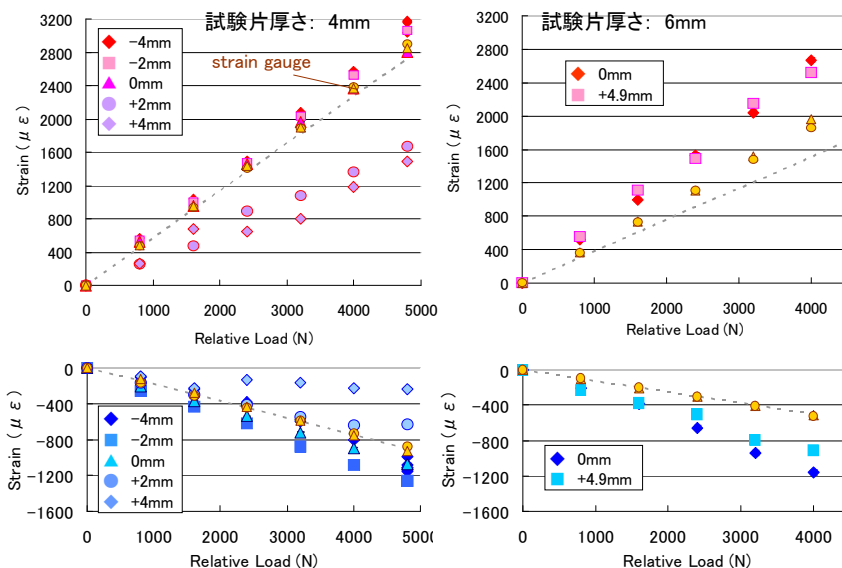 試験片厚さ: 4mm
3200
2800
2400
2000
1600
1200
800
400
0
Strain (μ ε)
-4mm
-2mm
0mm
+2mm
+4mm
strain gauge
0
1000
2000
3000
4000
5000
Relative Load (N)
試験片厚さ: 6mm
3200
2800
2400
2000
1600
1200
800
400
0
Strain (μ ε)
0mm
+4.9mm
0
1000
2000
3000
4000
Relative Load (N)
0
-400
-800
-1200
-1600
Strain (μ ε)
-4mm
-2mm
0mm
+2mm
+4mm
0
1000
2000
3000
4000
5000
Relative Load (N)
0
-400
-800
-1200
-1600
Strain (μ ε)
0mm
+4.9mm
0
1000
2000
3000
4000
Relative Load (N)